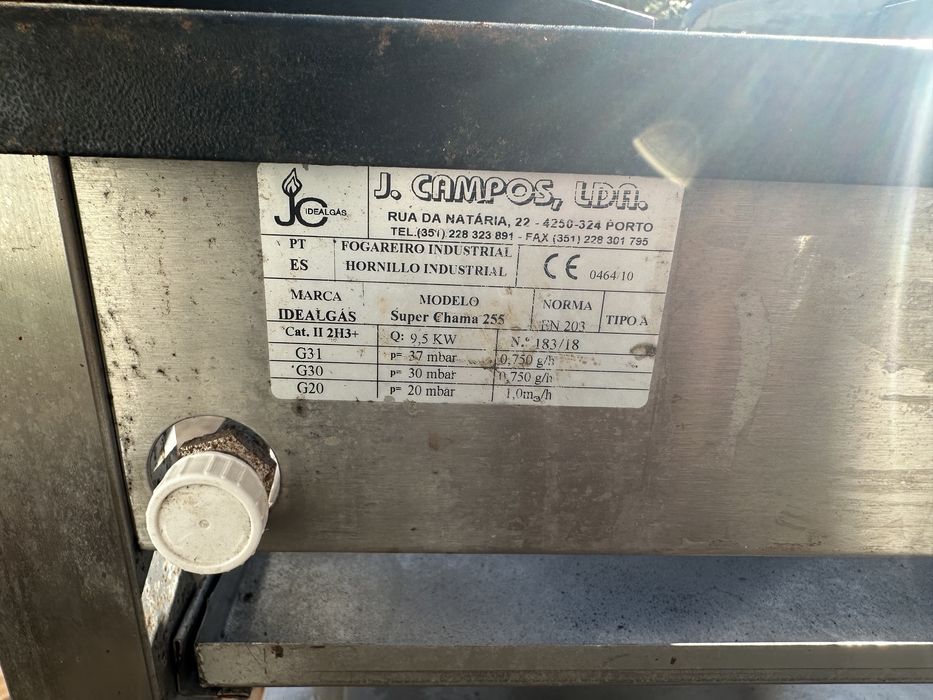 JC IDEALGÁS
J. CAMPOS, LDA.
RUA DA NATÁRIA, 22 - 4250-324 PORTO
TEL.(351) 228 323 891 - FAX (351) 228 301 795
PT FOGAREIRO INDUSTRIAL
ES HORNILLO INDUSTRIAL
CE 0464/10
MARCA MODELO NORMA
IDEALGÁS Super Chama 255 EN 203 TIPO A
Cat. II 2H3+ Q: 9,5 KW N.º 183/18
G31 p= 37 mbar 0,750 g/h
G30 p= 30 mbar 0,750 g/h
G20 p= 20 mbar 1,0m3/h